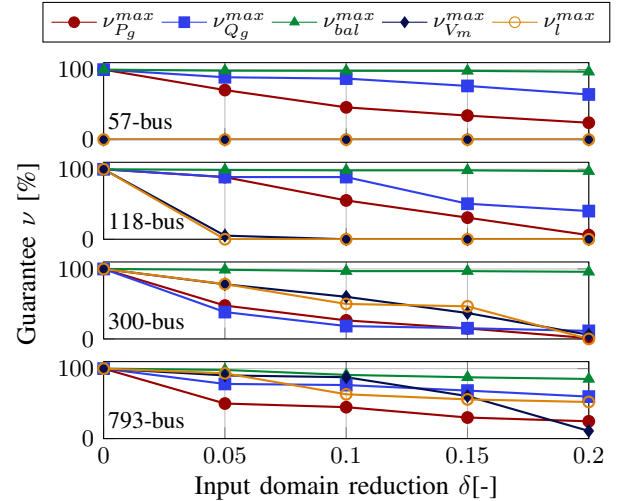 ν_{P_g}^{max} ν_{Q_g}^{max} ν_{bal}^{max} ν_{V_m}^{max} ν_l^{max}
Guarantee ν [%]
100
0
57-bus
100
0
118-bus
100
0
300-bus
100
0
793-bus
0 0.05 0.1 0.15 0.2
Input domain reduction δ[-]